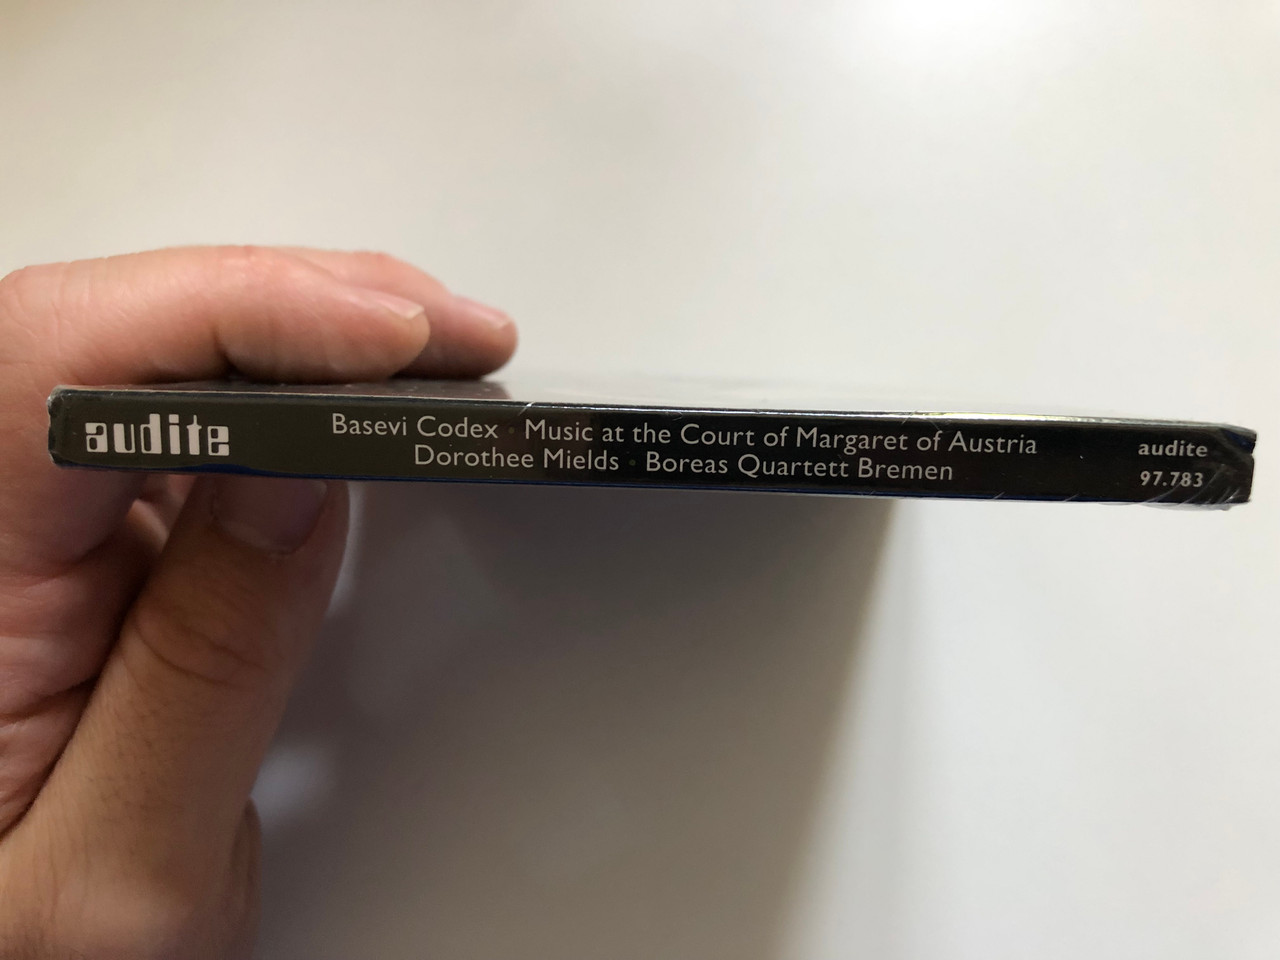 audite
Basevi Codex · Music at the Court of Margaret of Austria
Dorothee Mields · Boreas Quartett Bremen
audite
97.783